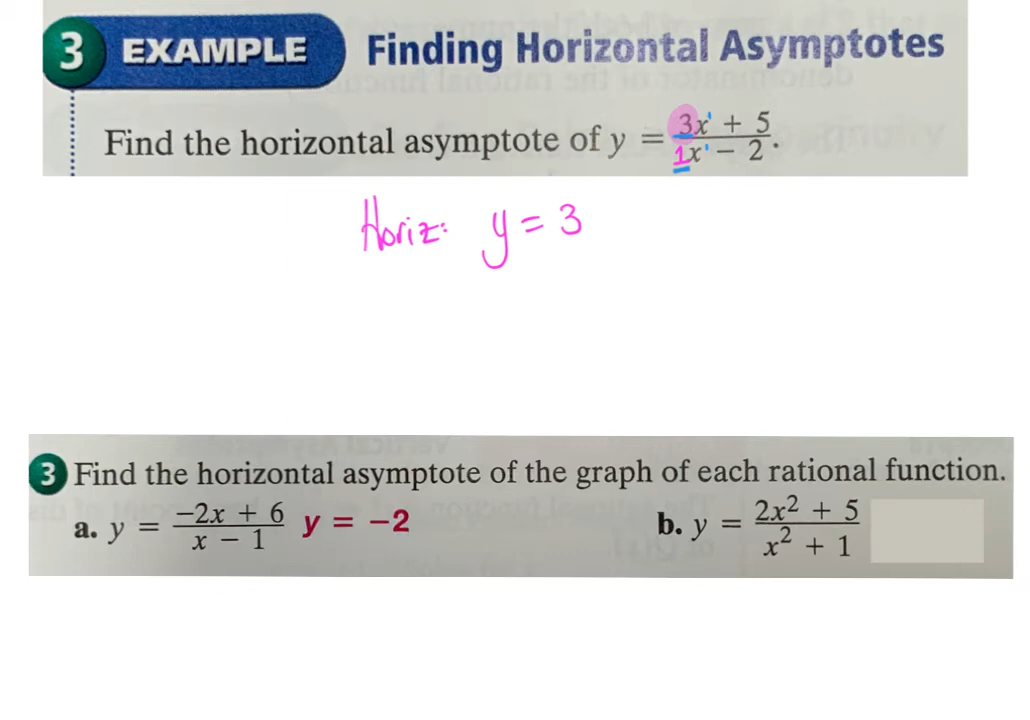 3 EXAMPLE Finding Horizontal Asymptotes
Find the horizontal asymptote of y = (3x' + 5)/(1x' − 2).
Horiz: y = 3
3 Find the horizontal asymptote of the graph of each rational function.
a. y = (−2x + 6)/(x − 1) y = −2 b. y = (2x² + 5)/(x² + 1)